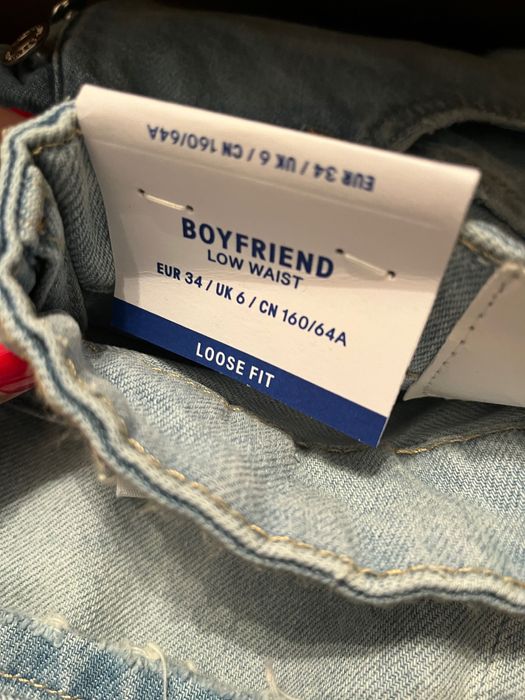 EUR 34 / UK 6 / CN 160/64A
BOYFRIEND
LOW WAIST
EUR 34 / UK 6 / CN 160/64A
LOOSE FIT